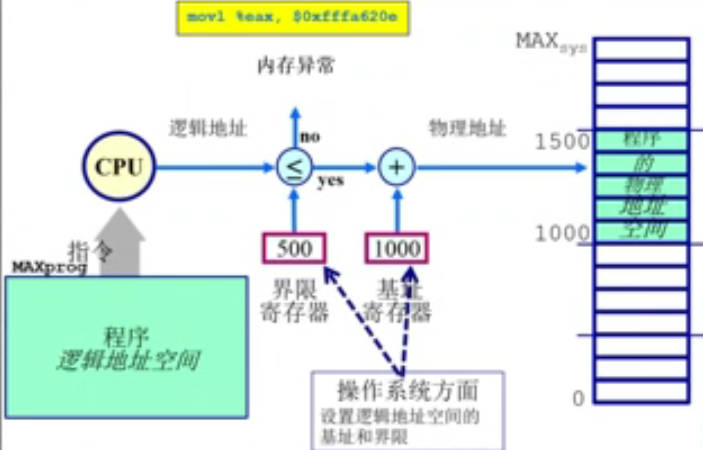 movl %eax, $0xfffa620e
内存异常
MAXsys
逻辑地址
no
物理地址
1500
程序
CPU
≤
yes
+
的
物理
地址
指令
500
1000
1000
空间
MAXprog
界限
寄存器
基址
寄存器
程序
逻辑地址空间
操作系统方面
设置逻辑地址空间的
基址和界限
0